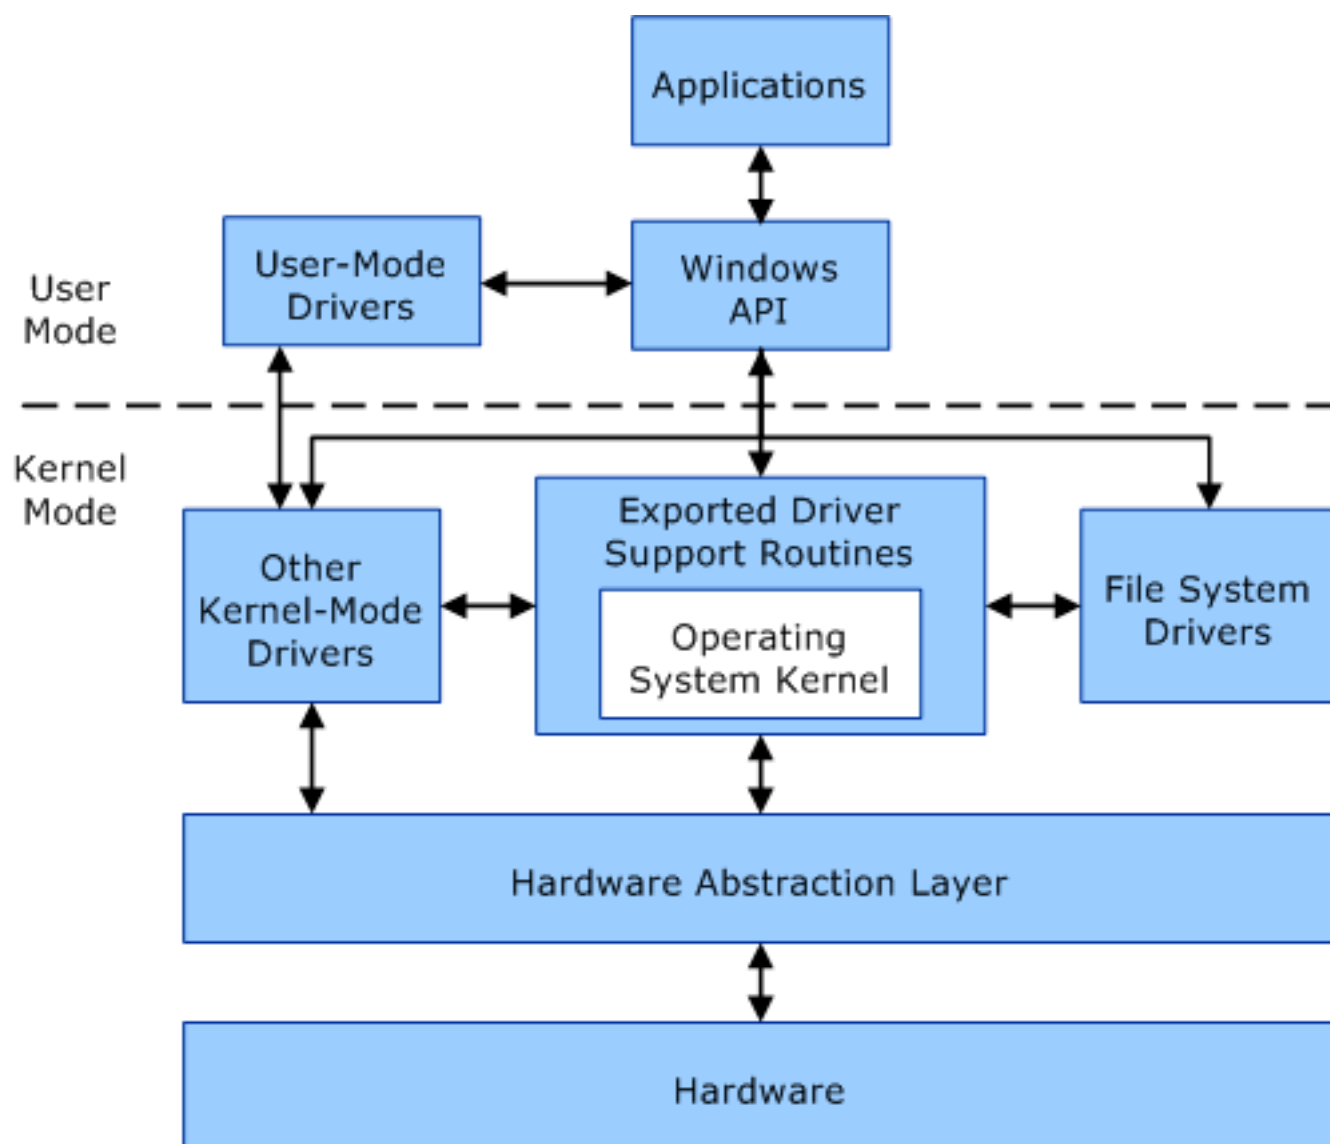 Applications
User-Mode
Drivers
Windows
API
User
Mode
Kernel
Mode
Exported Driver
Support Routines
Other
Kernel-Mode
Drivers
Operating
System Kernel
File System
Drivers
Hardware Abstraction Layer
Hardware